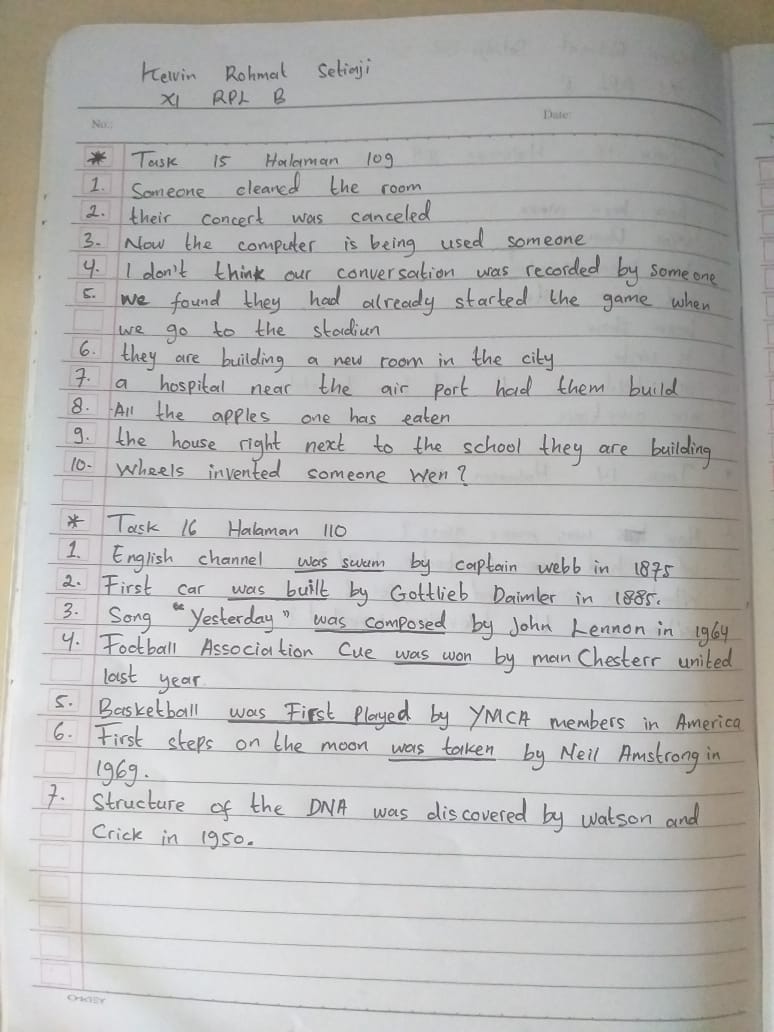 Kelvin Rohmat Setiaji
XI RPL B
No.:
Date:
* Task 15 Halaman 109
1. Someone cleaned the room
2. their concert was canceled
3. Now the computer is being used someone
4. I don't think our conversation was recorded by someone
5. we found they had already started the game when
we go to the stadiun
6. they are building a new room in the city
7. a hospital near the air port had them build
8. All the apples one has eaten
9. the house right next to the school they are building
10. Wheels invented someone wen?
* Task 16 Halaman 110
1. English channel was swam by captain webb in 1875
2. First car was built by Gottlieb Daimler in 1885.
3. Song "Yesterday" was composed by John Lennon in 1964
4. Football Association Cue was won by man Chesterr united
last year
5. Basketball was First Played by YMCA members in America
6. First steps on the moon was taken by Neil Amstrong in
1969.
7. Structure of the DNA was discovered by watson and
Crick in 1950.